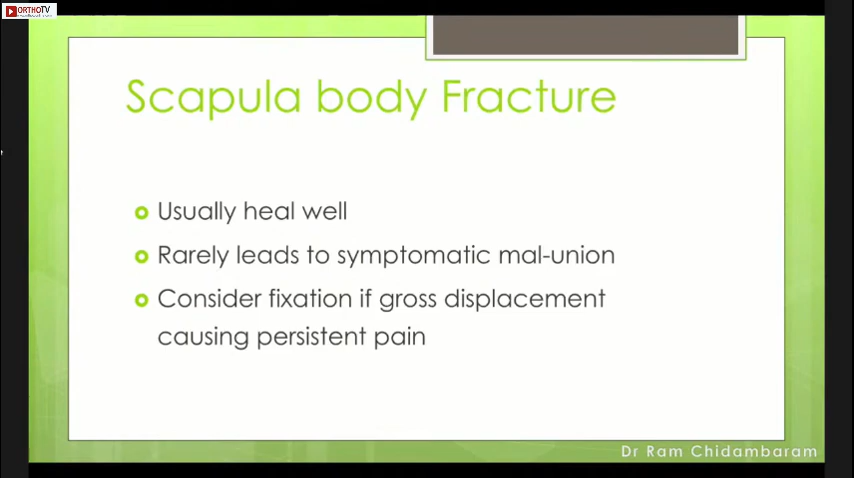 ORTHOTV
Scapula body Fracture
Usually heal well
Rarely leads to symptomatic mal-union
Consider fixation if gross displacement
causing persistent pain
Dr Ram Chidambaram